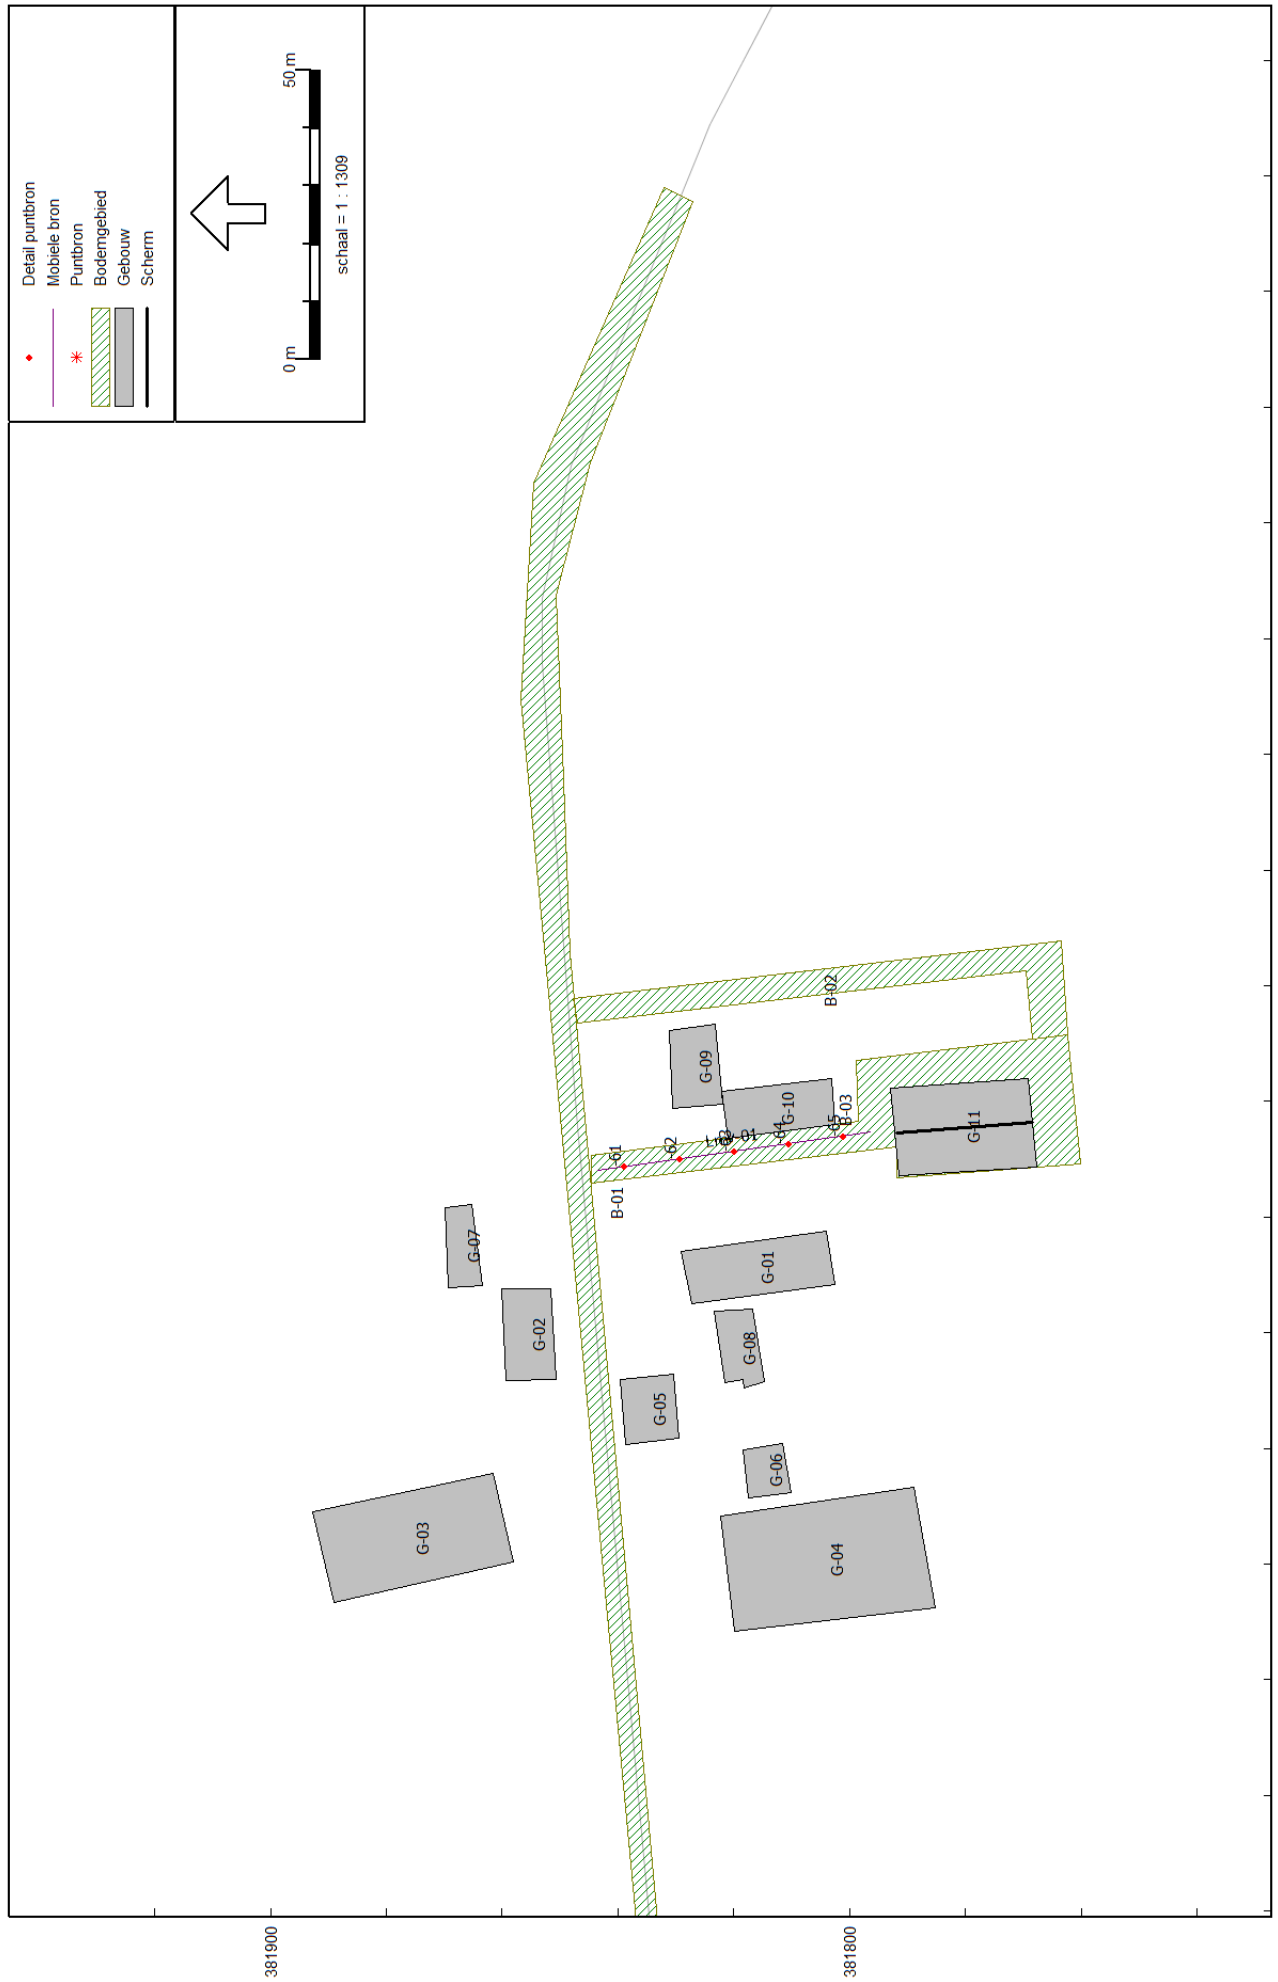 Detail puntbron
Mobiele bron
Puntbron
Bodemgebied
Gebouw
Scherm
0 m
50 m
schaal = 1 : 1309
381900
381800
G-03
G-02
G-07
G-05
G-06
G-04
G-08
G-01
B-01
-61
-62
-63
-64
-65
B-03
G-09
G-10
G-11
B-02